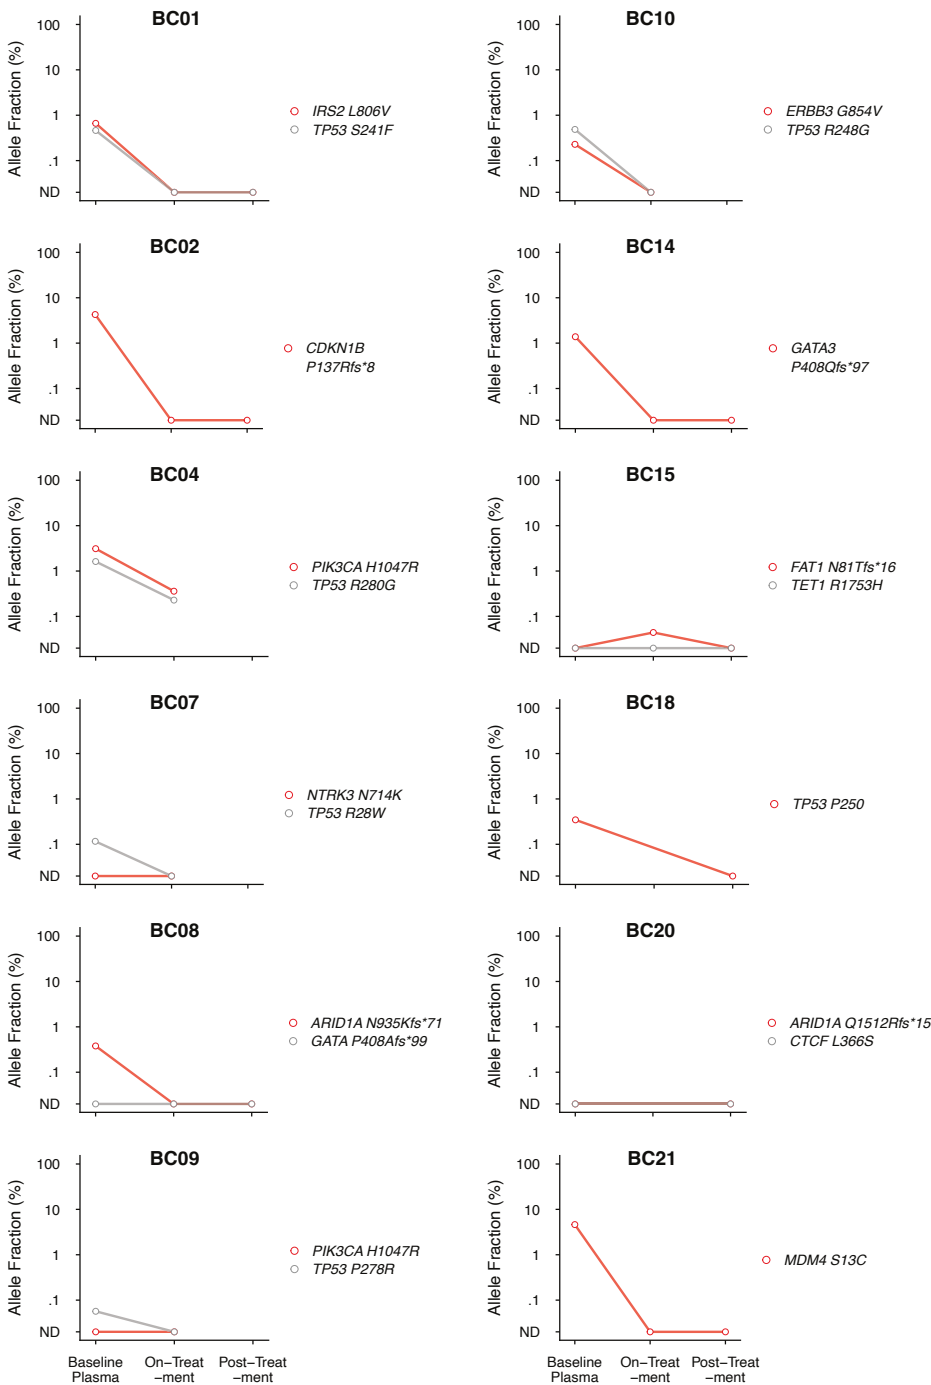 BC01
Allele Fraction (%)
100
10
1
.1
ND
IRS2 L806V
TP53 S241F
BC10
Allele Fraction (%)
100
10
1
.1
ND
ERBB3 G854V
TP53 R248G
BC02
Allele Fraction (%)
100
10
1
.1
ND
CDKN1B
P137Rfs*8
BC14
Allele Fraction (%)
100
10
1
.1
ND
GATA3
P408Qfs*97
BC04
Allele Fraction (%)
100
10
1
.1
ND
PIK3CA H1047R
TP53 R280G
BC15
Allele Fraction (%)
100
10
1
.1
ND
FAT1 N81Tfs*16
TET1 R1753H
BC07
Allele Fraction (%)
100
10
1
.1
ND
NTRK3 N714K
TP53 R28W
BC18
Allele Fraction (%)
100
10
1
.1
ND
TP53 P250
BC08
Allele Fraction (%)
100
10
1
.1
ND
ARID1A N935Kfs*71
GATA P408Afs*99
BC20
Allele Fraction (%)
100
10
1
.1
ND
ARID1A Q1512Rfs*15
CTCF L366S
BC09
Allele Fraction (%)
100
10
1
.1
ND
PIK3CA H1047R
TP53 P278R
Baseline
Plasma
On−Treat
−ment
Post−Treat
−ment
BC21
Allele Fraction (%)
100
10
1
.1
ND
MDM4 S13C
Baseline
Plasma
On−Treat
−ment
Post−Treat
−ment